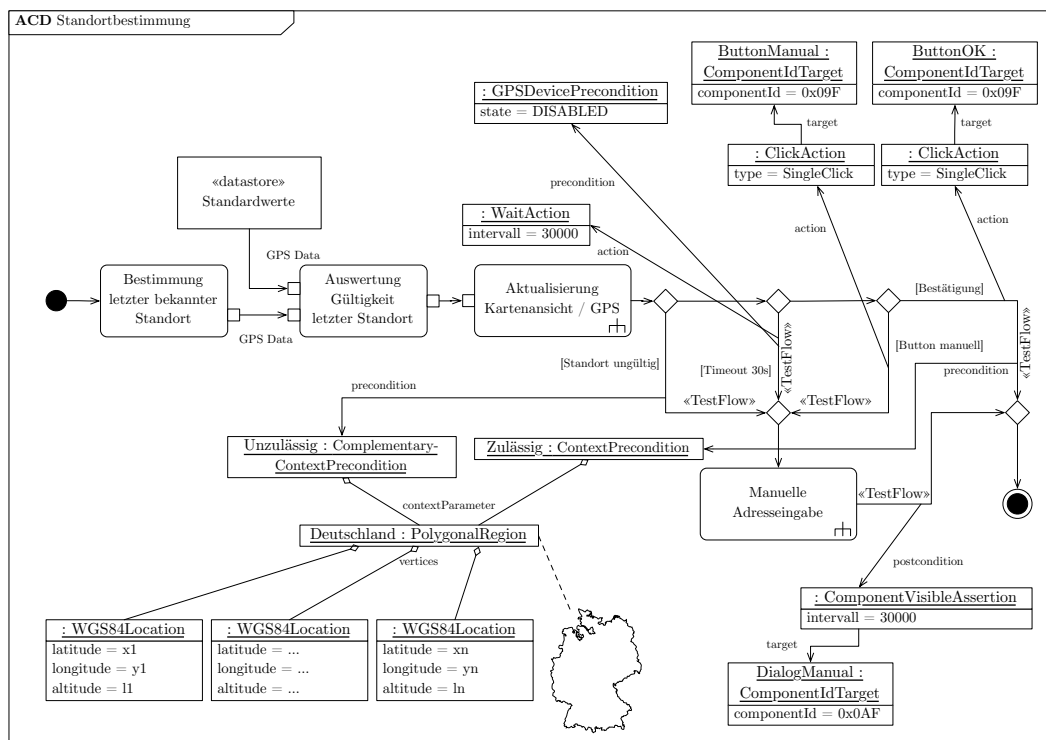 ACD Standortbestimmung
ButtonManual :
ComponentIdTarget
componentId = 0x09F
ButtonOK :
ComponentIdTarget
componentId = 0x09F
: GPSDevicePrecondition
state = DISABLED
target
target
: ClickAction
type = SingleClick
: ClickAction
type = SingleClick
precondition
«datastore»
Standardwerte
: WaitAction
intervall = 30000
action
action
action
GPS Data
Bestimmung
letzter bekannter
Standort
Auswertung
Gültigkeit
letzter Standort
Aktualisierung
Kartenansicht / GPS
GPS Data
[Bestätigung]
«TestFlow»
«TestFlow»
[Button manuell]
[Standort ungültig]
[Timeout 30s]
precondition
precondition
«TestFlow»
«TestFlow»
Unzulässig : Complementary-
ContextPrecondition
Zulässig : ContextPrecondition
Manuelle
Adresseingabe
«TestFlow»
contextParameter
Deutschland : PolygonalRegion
vertices
postcondition
: ComponentVisibleAssertion
intervall = 30000
: WGS84Location
latitude = x1
longitude = y1
altitude = l1
: WGS84Location
latitude = ...
longitude = ...
altitude = ...
: WGS84Location
latitude = xn
longitude = yn
altitude = ln
target
DialogManual :
ComponentIdTarget
componentId = 0x0AF